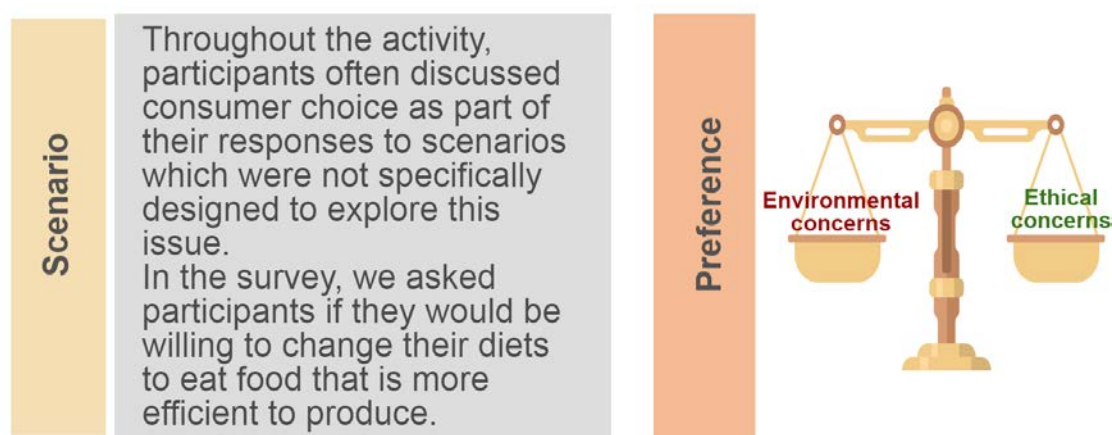 Scenario
Throughout the activity,
participants often discussed
consumer choice as part of
their responses to scenarios
which were not specifically
designed to explore this
issue.
In the survey, we asked
participants if they would be
willing to change their diets
to eat food that is more
efficient to produce.
Preference
Environmental
concerns
Ethical
concerns